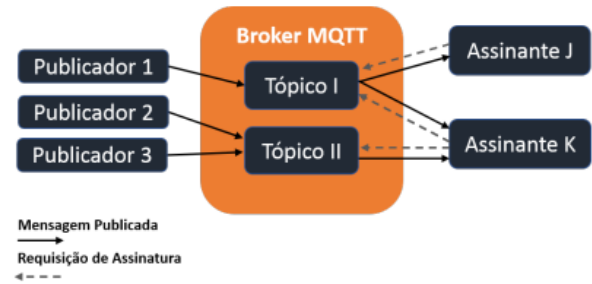 Broker MQTT
Publicador 1
Publicador 2
Publicador 3
Tópico I
Tópico II
Assinante J
Assinante K
Mensagem Publicada
Requisição de Assinatura